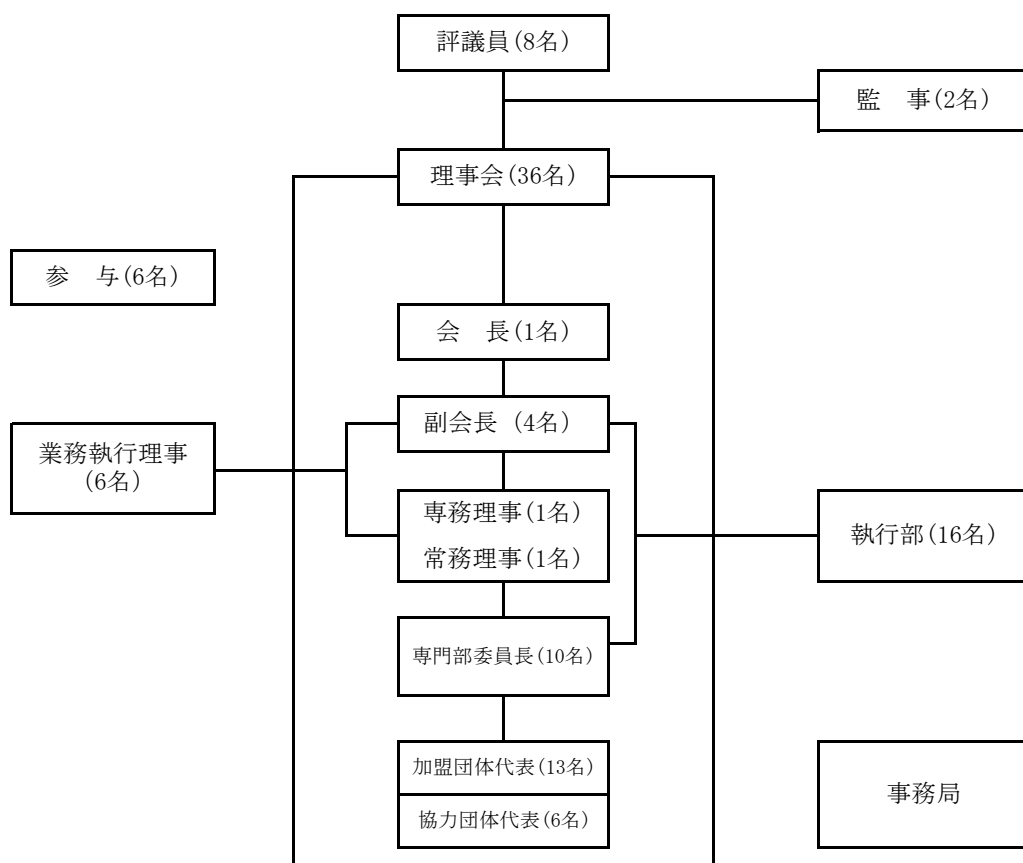 評議員(8名)
監　事(2名)
理事会(36名)
参　与(6名)
会　長(1名)
副会長 (4名)
業務執行理事
(6名)
専務理事(1名)
常務理事(1名)
執行部(16名)
専門部委員長(10名)
加盟団体代表(13名)
協力団体代表(6名)
事務局